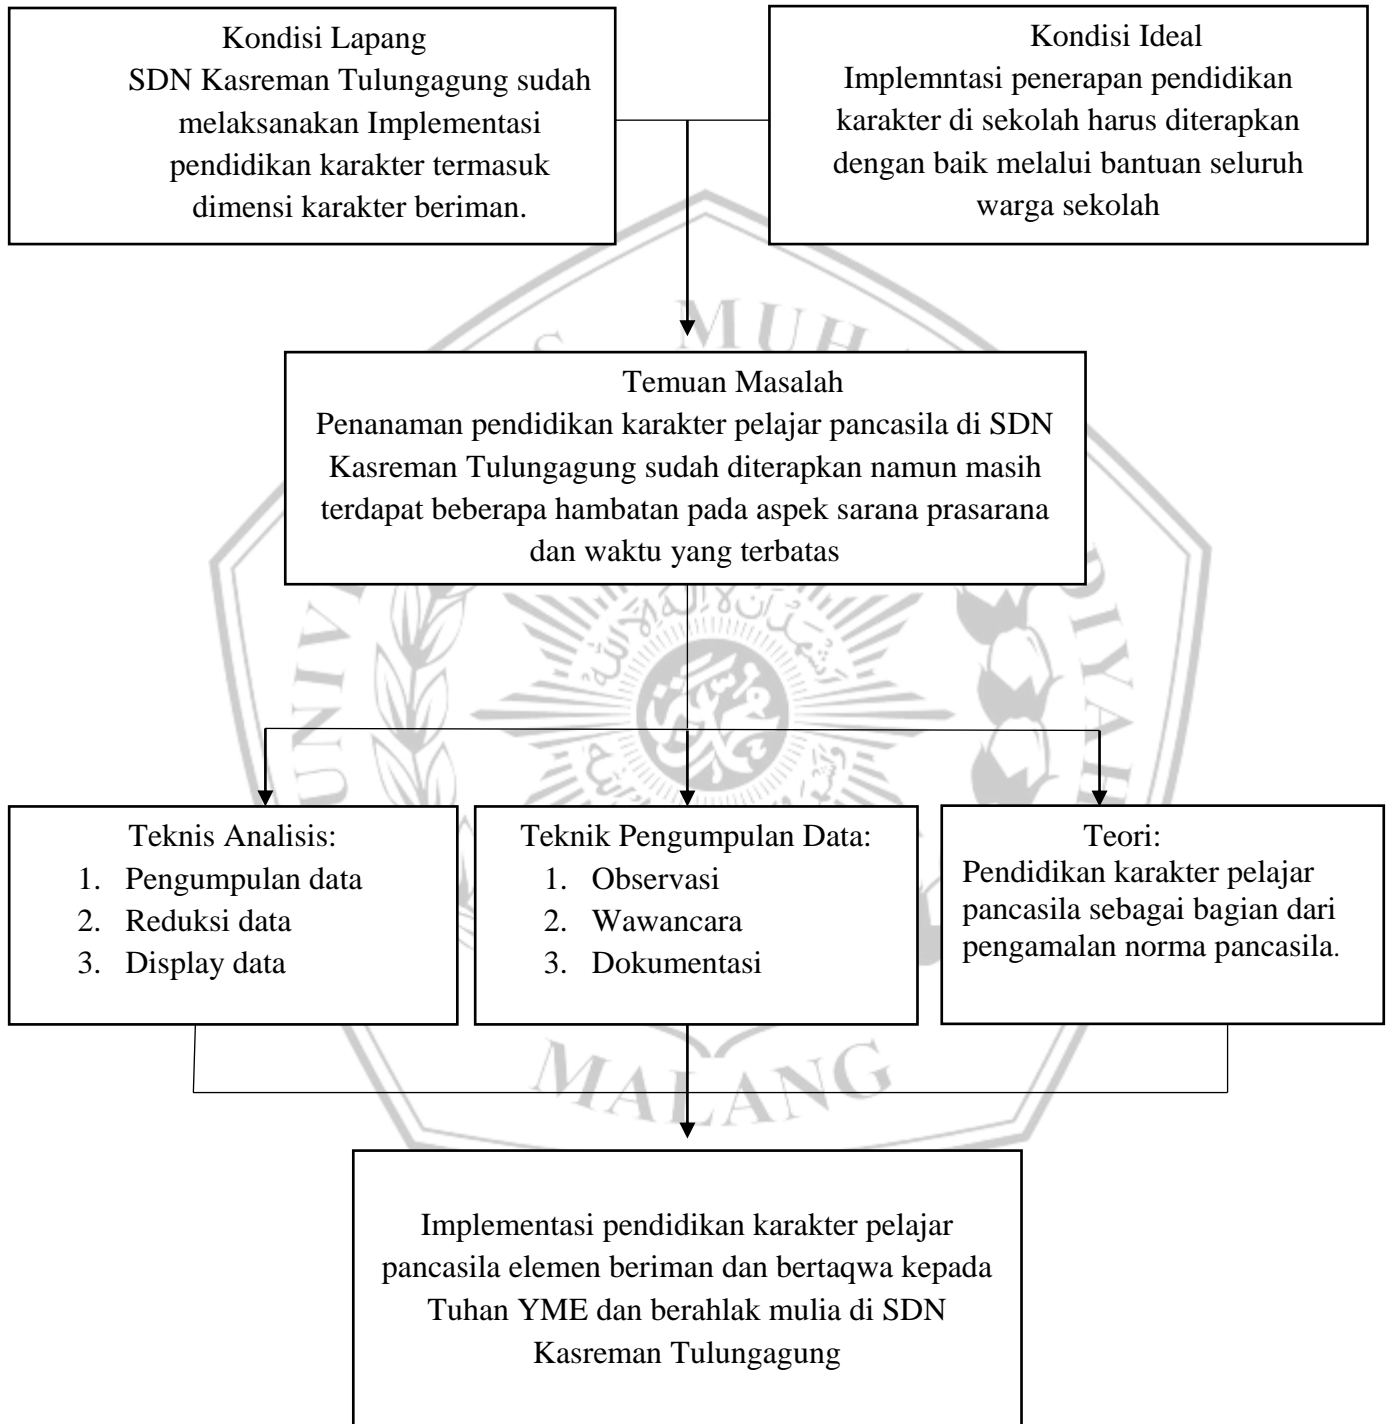 Kondisi Lapang
SDN Kasreman Tulungagung sudah
melaksanakan Implementasi
pendidikan karakter termasuk
dimensi karakter beriman.
Kondisi Ideal
Implemntasi penerapan pendidikan
karakter di sekolah harus diterapkan
dengan baik melalui bantuan seluruh
warga sekolah
Temuan Masalah
Penanaman pendidikan karakter pelajar pancasila di SDN
Kasreman Tulungagung sudah diterapkan namun masih
terdapat beberapa hambatan pada aspek sarana prasarana
dan waktu yang terbatas
Teknis Analisis:
1. Pengumpulan data
2. Reduksi data
3. Display data
Teknik Pengumpulan Data:
1. Observasi
2. Wawancara
3. Dokumentasi
Teori:
Pendidikan karakter pelajar
pancasila sebagai bagian dari
pengamalan norma pancasila.
MALANG
Implementasi pendidikan karakter pelajar
pancasila elemen beriman dan bertaqwa kepada
Tuhan YME dan berahlak mulia di SDN
Kasreman Tulungagung